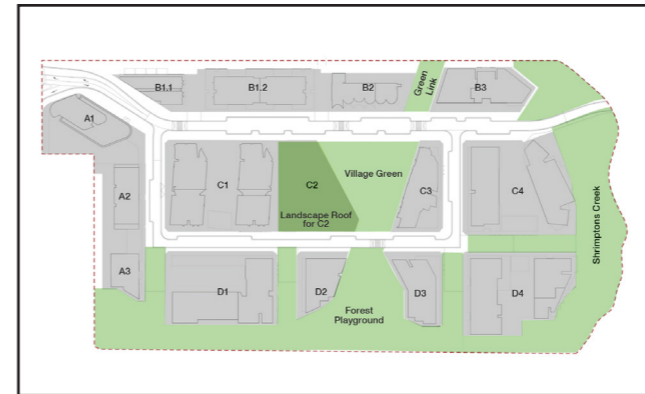 B1.1
B1.2
B2
Green
Link
B3
A1
A2
C1
C2
Village Green
C3
C4
Landscape Roof
for C2
Shrimptons Creek
A3
D1
D2
Forest
Playground
D3
D4